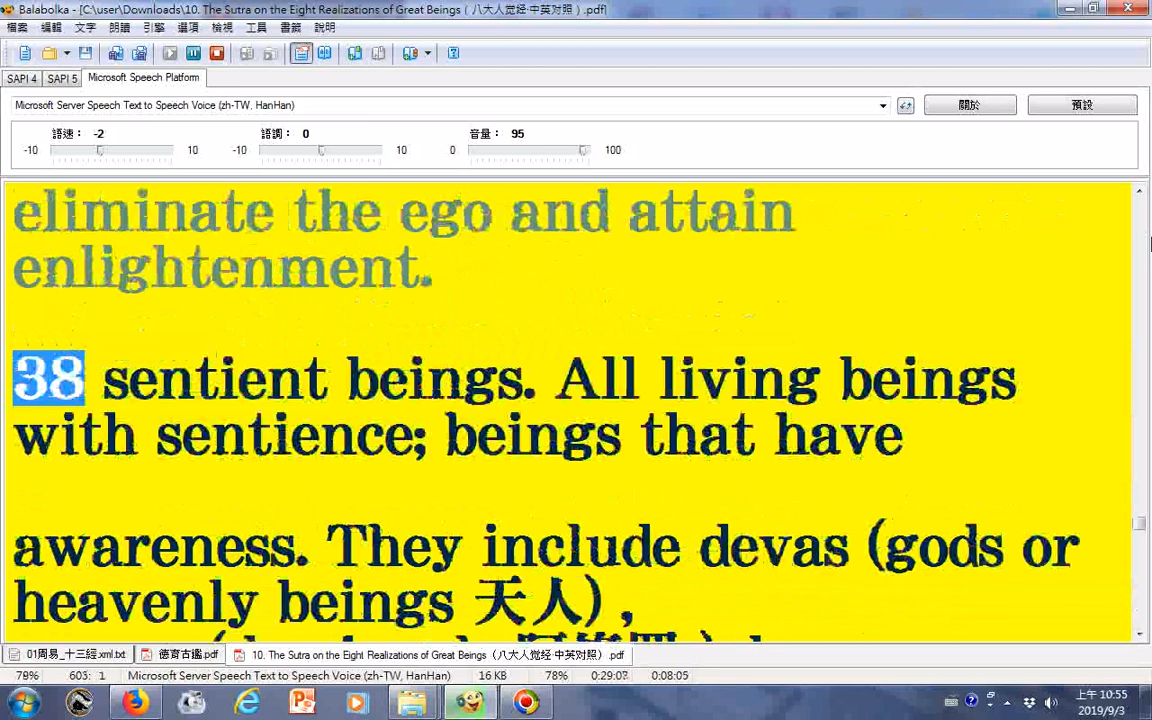 Balabolka - [C:\user\Downloads\10. The Sutra on the Eight Realizations of Great Beings（八大人觉经·中英对照）.pdf]
檔案 編輯 文字 朗讀 引擎 選項 檢視 工具 書籤 說明
SAPI 4 SAPI 5 Microsoft Speech Platform
Microsoft Server Speech Text to Speech Voice (zh-TW, HanHan) 關於 預設
語速： -2 語調： 0 音量： 95
-10 10 -10 10 0 100
eliminate the ego and attain
enlightenment.
38 sentient beings. All living beings
with sentience; beings that have
awareness. They include devas (gods or
heavenly beings 天人) ,
01周易_十三經.xml.txt 德育古鑑.pdf 10. The Sutra on the Eight Realizations of Great Beings（八大人觉经·中英对照）.pdf
79% 603: 1 Microsoft Server Speech Text to Speech Voice (zh-TW, HanHan) 16 KB 78% 0:29:07 0:08:05
上午 10:55
2019/9/3